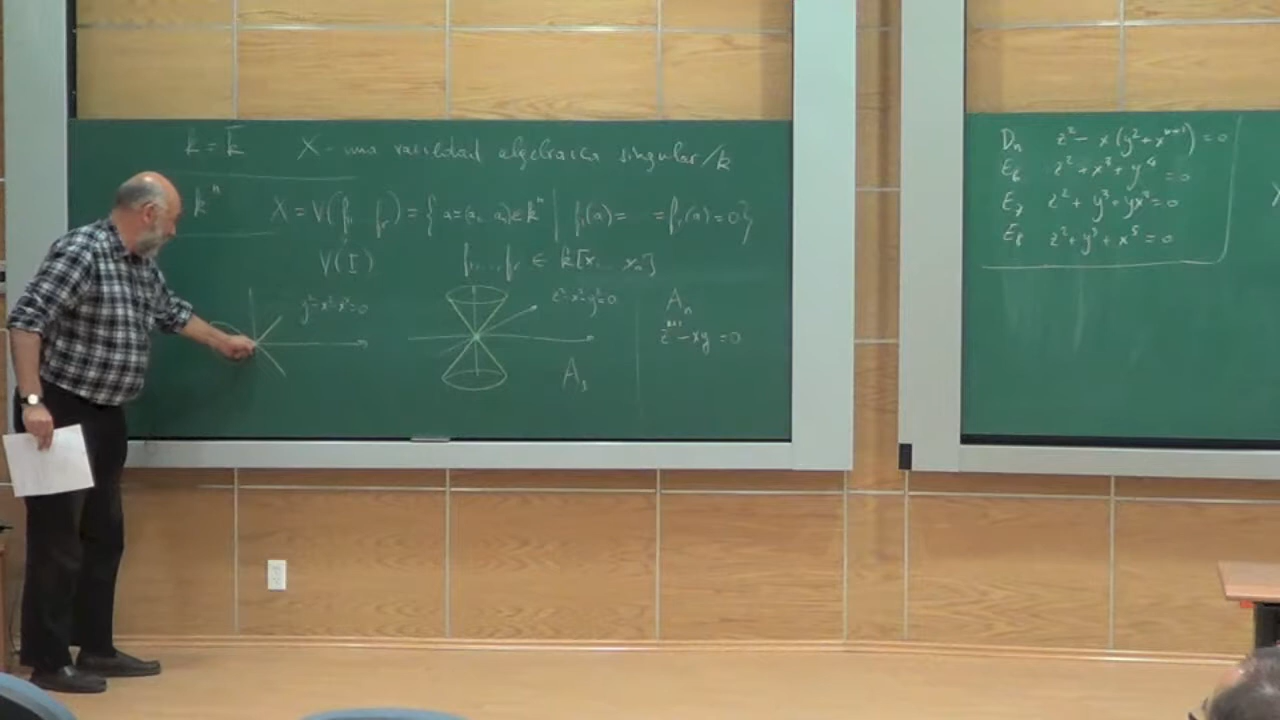 k = k̅ X - una variedad algebraica singular/k
kⁿ X = V(f₁ fᵣ) = { a=(a₁ aₙ) ∈ kⁿ | f₁(a)= =fᵣ(a)=0}
V(I) f₁,...,fᵣ ∈ k[x₁ xₙ]
y²-x²-x³=0
z²-x²-y²=0
A₁
Aₙ
zⁿ⁺¹ - xy = 0
Dₙ z² - x(y²+xⁿ⁺¹) = 0
E₆ z² + x³ + y⁴ = 0
E₇ z² + y³ + yx³ = 0
E₈ z² + y³ + x⁵ = 0